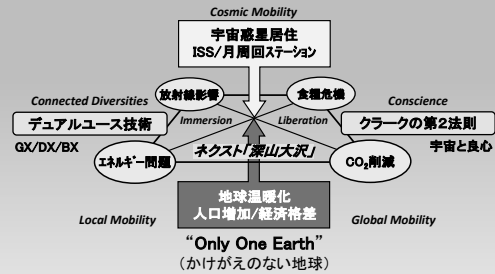 Cosmic Mobility
宇宙惑星居住
ISS/月周回ステーション
放射線影響
食糧危機
Connected Diversities
Conscience
Immersion
Liberation
デュアルユース技術
クラークの第2法則
GX/DX/BX
宇宙と良心
エネルギー問題
ネクスト「深山大沢」
CO₂削減
地球温暖化
人口増加/経済格差
Local Mobility
Global Mobility
“Only One Earth”
(かけがえのない地球)